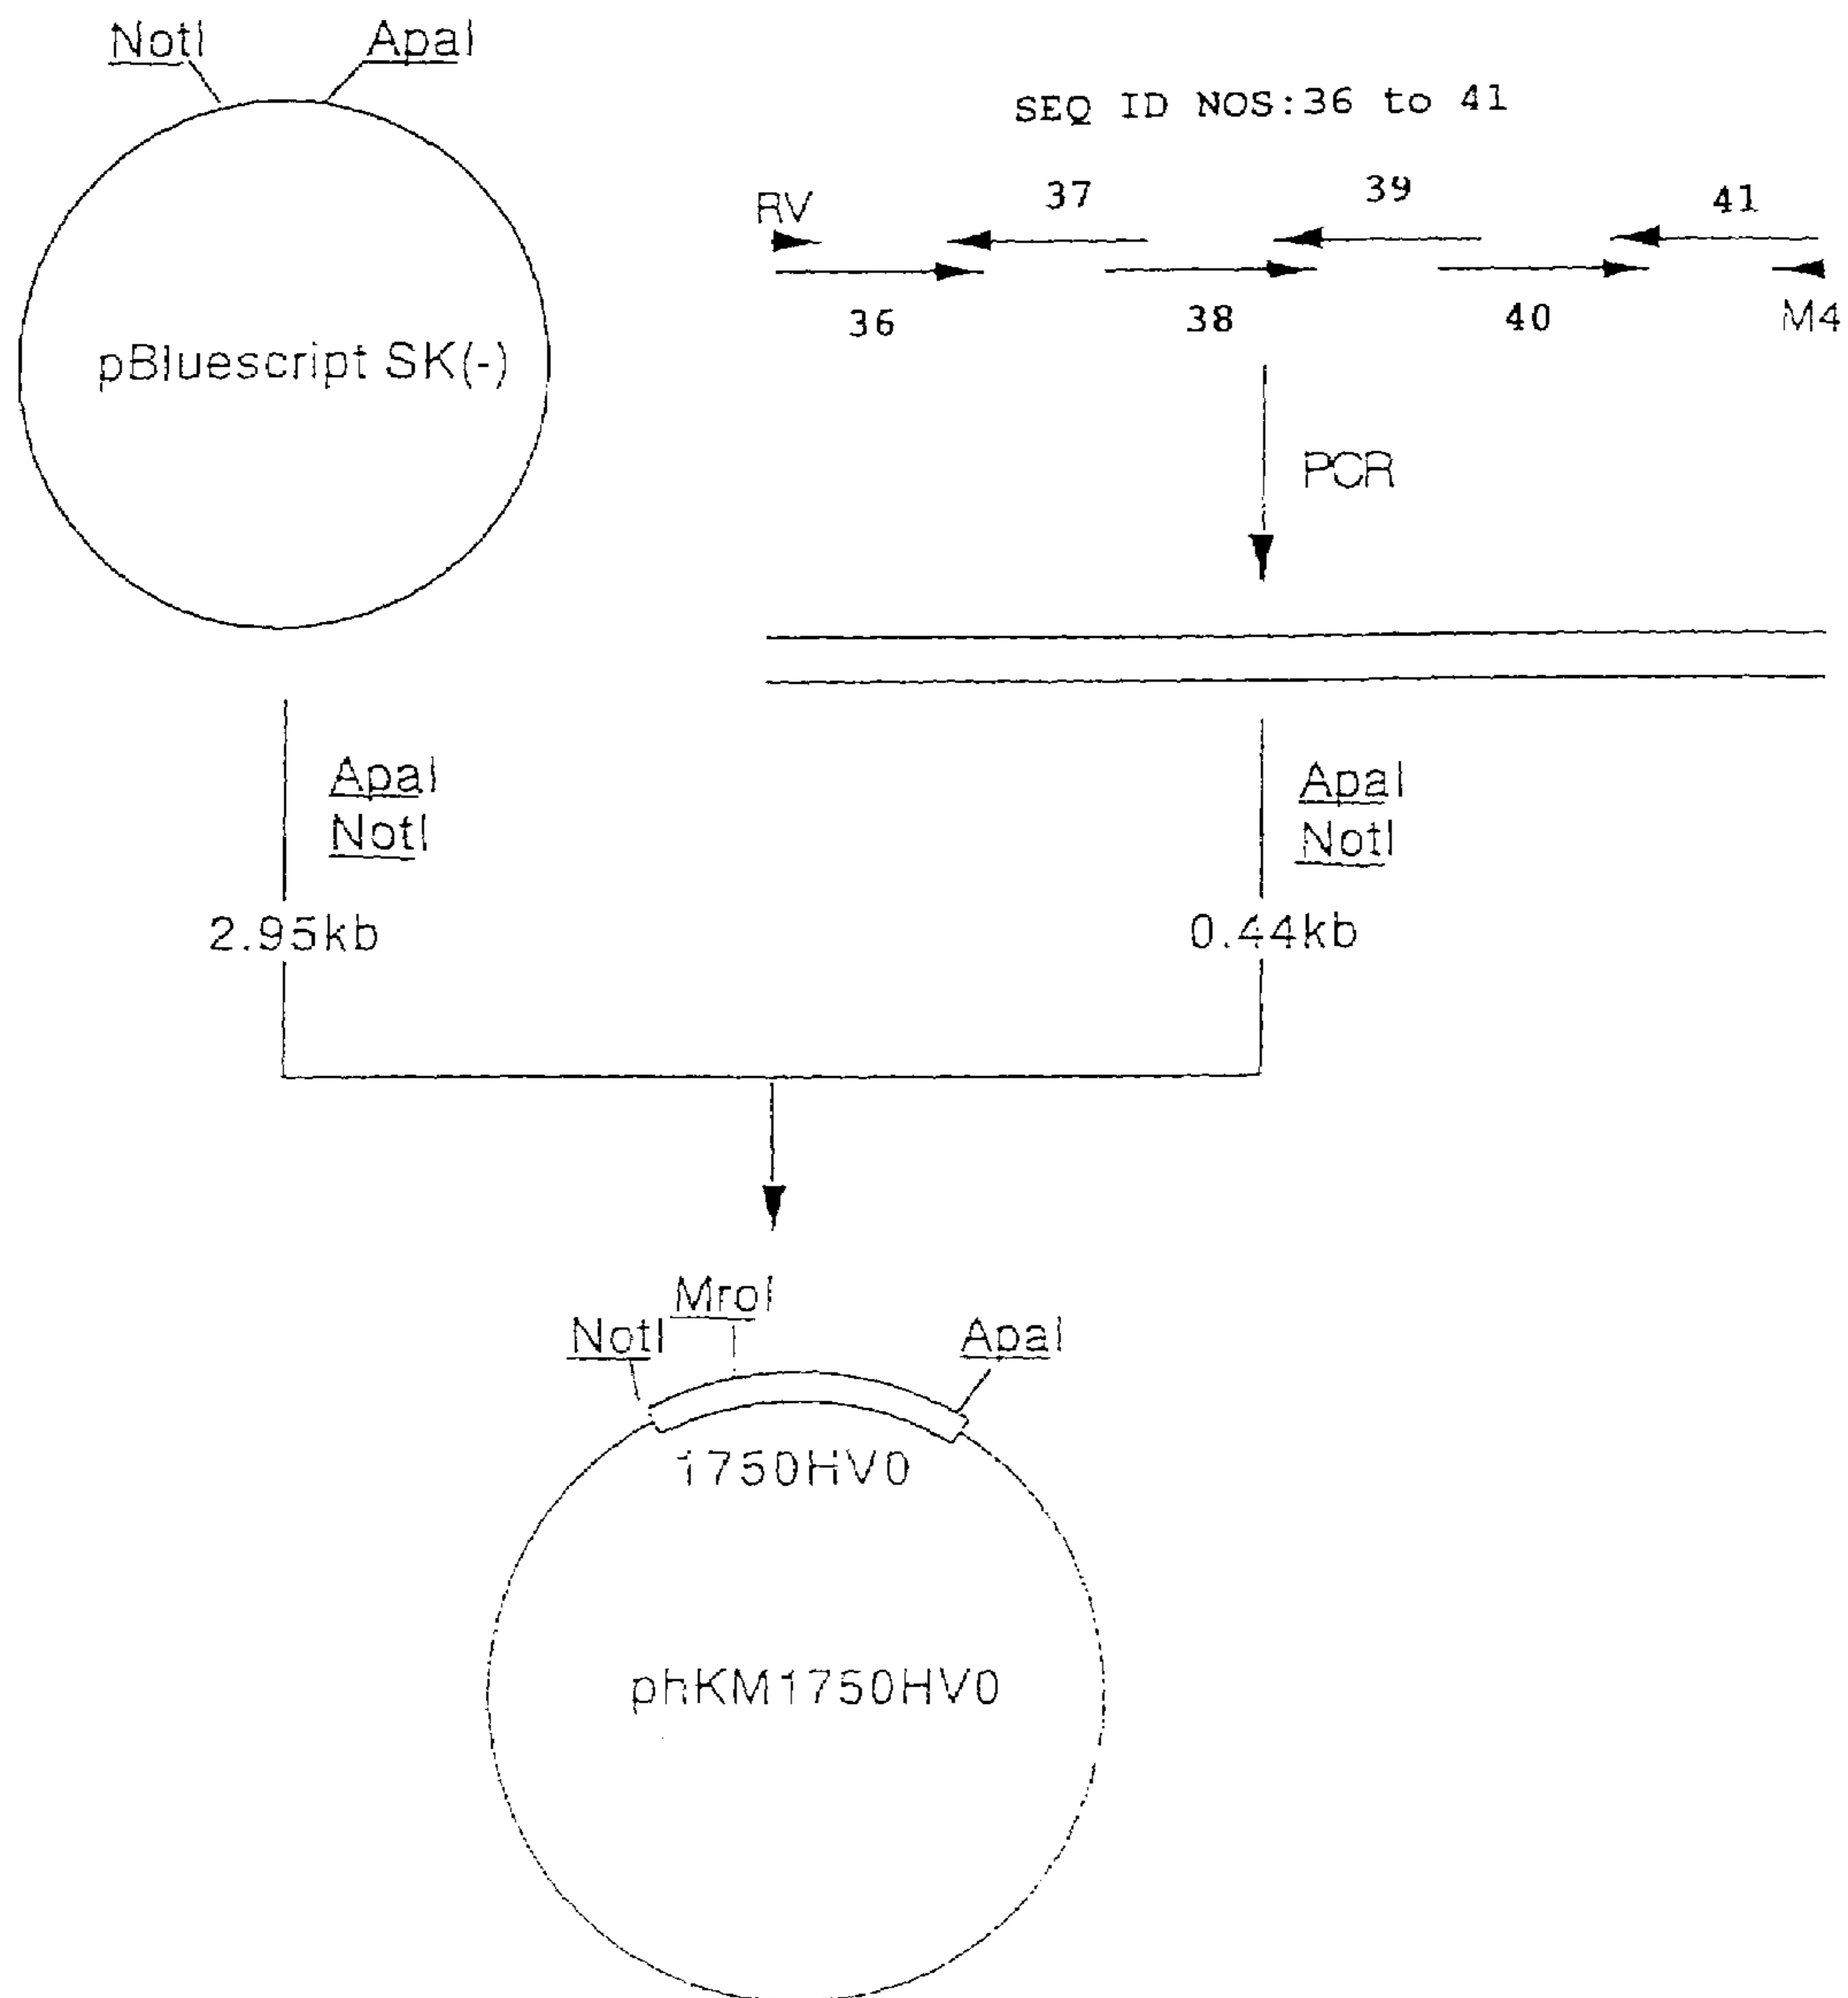 NotI
ApaI
pBluescript SK(-)
SEQ ID NOS:36 to 41
RV
37
39
41
36
38
40
M4
PCR
ApaI
NotI
2.95kb
ApaI
NotI
0.44kb
NotI
MroI
ApaI
1750HV0
phKM1750HV0